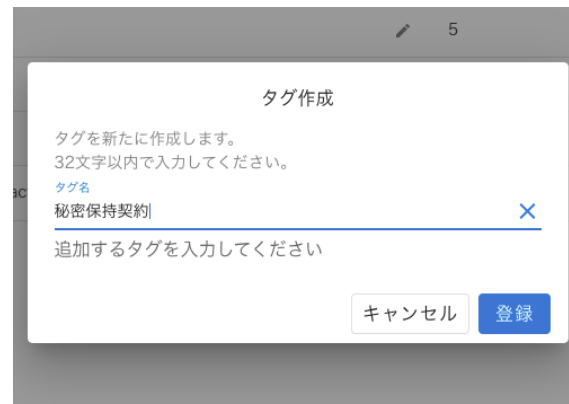 5
タグ作成
タグを新たに作成します。
32文字以内で入力してください。
タグ名
ac
秘密保持契約
追加するタグを入力してください
キャンセル 登録